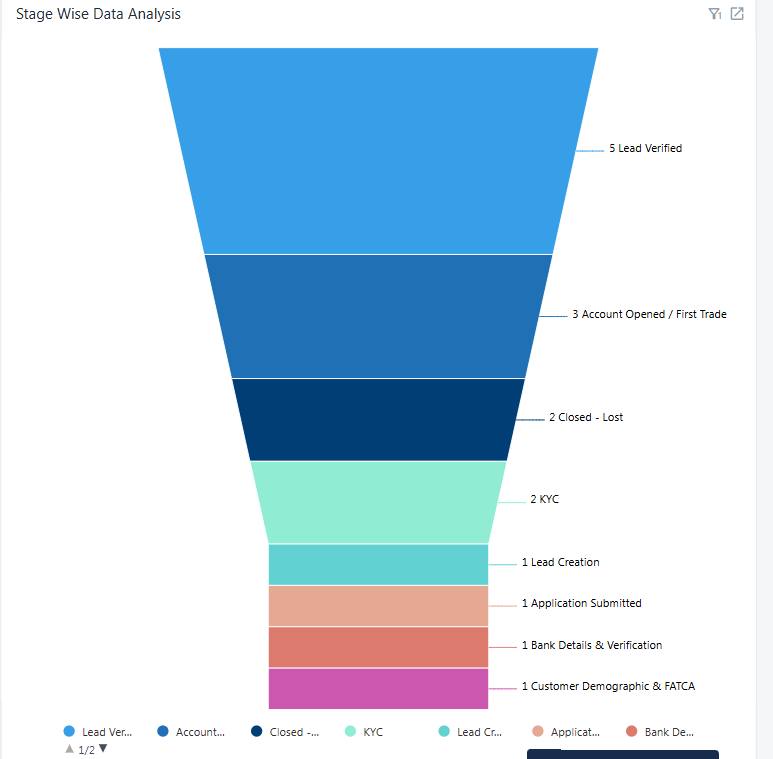 Stage Wise Data Analysis
5 Lead Verified
3 Account Opened / First Trade
2 Closed - Lost
2 KYC
1 Lead Creation
1 Application Submitted
1 Bank Details & Verification
1 Customer Demographic & FATCA
Lead Ver... Account... Closed -... KYC Lead Cr... Applicat... Bank De...
1/2